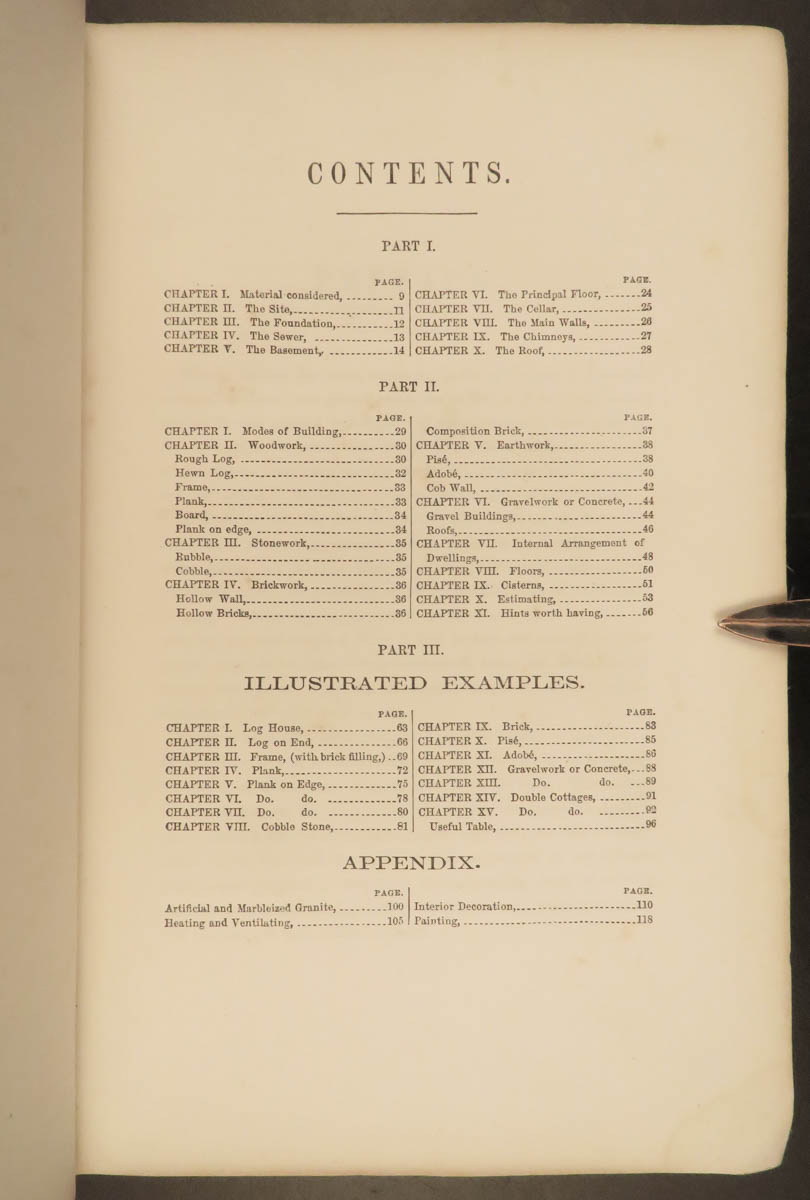 CONTENTS.
PART I.
PAGE.
CHAPTER I. Material considered, --------- 9
CHAPTER II. The Site,------------------11
CHAPTER III. The Foundation,-----------12
CHAPTER IV. The Sewer, ---------------13
CHAPTER V. The Basement, ------------14
PAGE.
CHAPTER VI. The Principal Floor, -------24
CHAPTER VII. The Cellar, ---------------25
CHAPTER VIII. The Main Walls, ---------26
CHAPTER IX. The Chimneys, ------------27
CHAPTER X. The Roof, ------------------28
PART II.
PAGE.
CHAPTER I. Modes of Building,----------29
CHAPTER II. Woodwork, ----------------30
Rough Log, -----------------------------30
Hewn Log,------------------------------32
Frame,----------------------------------33
Plank,-----------------------------------33
Board, ----------------------------------34
Plank on edge, --------------------------34
CHAPTER III. Stonework,----------------35
Rubble,----------------------------------35
Cobble,----------------------------------35
CHAPTER IV. Brickwork, ----------------36
Hollow Wall,----------------------------36
Hollow Bricks,---------------------------36
PAGE.
Composition Brick, ----------------------37
CHAPTER V. Earthwork,-----------------38
Pisé, ------------------------------------38
Adobé, ----------------------------------40
Cob Wall, -------------------------------42
CHAPTER VI. Gravelwork or Concrete, ---44
Gravel Buildings,------------------------44
Roofs,-----------------------------------46
CHAPTER VII. Internal Arrangement of
Dwellings,-------------------------------48
CHAPTER VIII. Floors, ------------------50
CHAPTER IX. Cisterns, ------------------51
CHAPTER X. Estimating, ----------------53
CHAPTER XI. Hints worth having, -------56
PART III.
ILLUSTRATED EXAMPLES.
PAGE.
CHAPTER I. Log House, -----------------63
CHAPTER II. Log on End, ---------------66
CHAPTER III. Frame, (with brick filling,) --69
CHAPTER IV. Plank,---------------------72
CHAPTER V. Plank on Edge, -------------75
CHAPTER VI. Do. do. -------------78
CHAPTER VII. Do. do. -------------80
CHAPTER VIII. Cobble Stone,------------81
PAGE.
CHAPTER IX. Brick, ---------------------83
CHAPTER X. Pisé, -----------------------85
CHAPTER XI. Adobé, --------------------86
CHAPTER XII. Gravelwork or Concrete,---88
CHAPTER XIII. Do. do. ---89
CHAPTER XIV. Double Cottages, ---------91
CHAPTER XV. Do. do. ---------92
Useful Table, ----------------------------96
APPENDIX.
PAGE.
Artificial and Marbleized Granite, ---------100
Heating and Ventilating, -----------------105
PAGE.
Interior Decoration,-----------------------110
Painting, ---------------------------------118